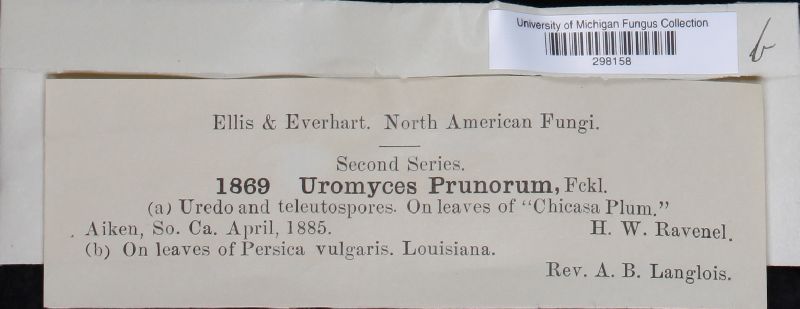 University of Michigan Fungus Collection
298158
b
Ellis & Everhart. North American Fungi.
Second Series.
1869 Uromyces Prunorum, Fckl.
(a) Uredo and teleutospores. On leaves of "Chicasa Plum."
Aiken, So. Ca. April, 1885. H. W. Ravenel.
(b) On leaves of Persica vulgaris. Louisiana.
Rev. A. B. Langlois.